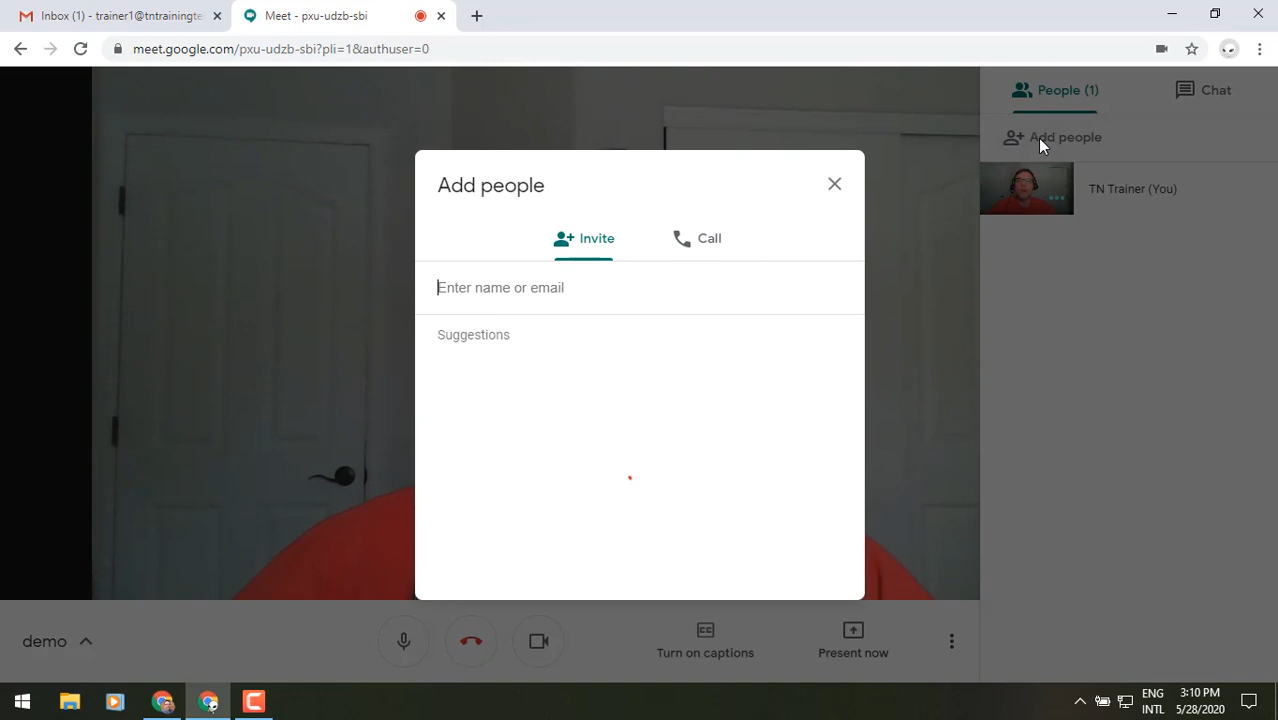 Inbox (1) - trainer1@tntrainingte
Meet - pxu-udzb-sbi
meet.google.com/pxu-udzb-sbi?pli=1&authuser=0
People (1)
Chat
Add people
TN Trainer (You)
Add people
Invite
Call
Enter name or email
Suggestions
demo
CC
Turn on captions
Present now
ENG
INTL
3:10 PM
5/28/2020